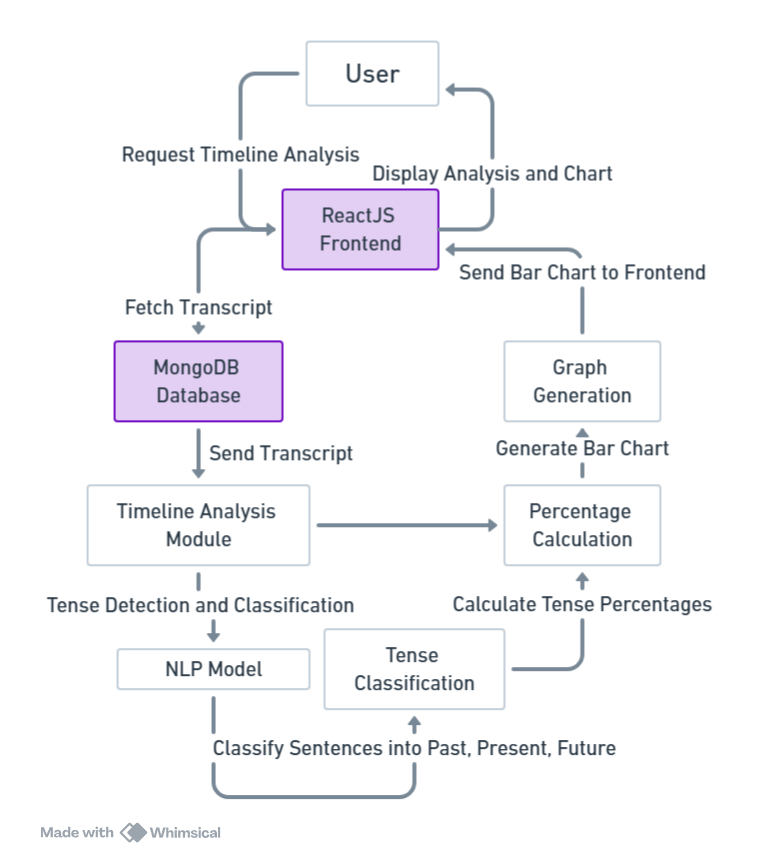 User
Request Timeline Analysis
Display Analysis and Chart
ReactJS
Frontend
Send Bar Chart to Frontend
Fetch Transcript
MongoDB
Database
Graph
Generation
Send Transcript
Generate Bar Chart
Timeline Analysis
Module
Percentage
Calculation
Tense Detection and Classification
Calculate Tense Percentages
NLP Model
Tense
Classification
Classify Sentences into Past, Present, Future
Made with Whimsical